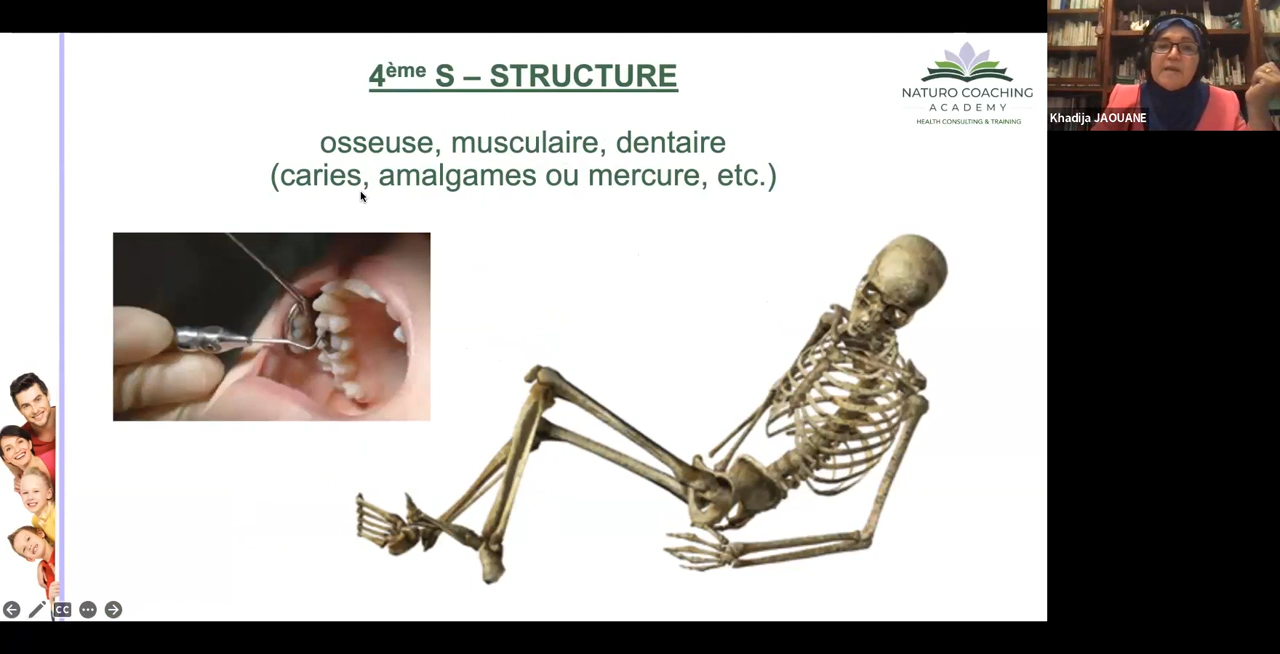 4ème S – STRUCTURE
osseuse, musculaire, dentaire
(caries, amalgames ou mercure, etc.)
NATURO COACHING
ACADEMY
HEALTH CONSULTING & TRAINING
Khadija JAOUANE
CC